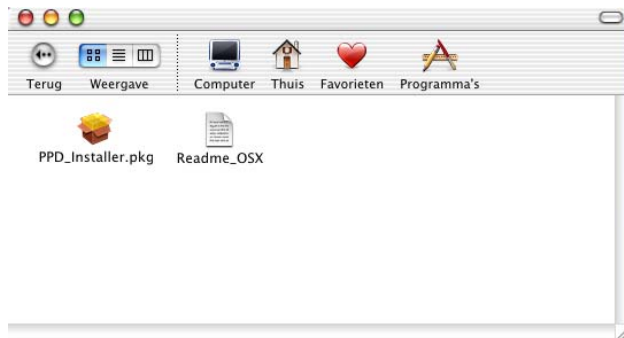 Terug Weergave Computer Thuis Favorieten Programma's
PPD_Installer.pkg Readme_OSX